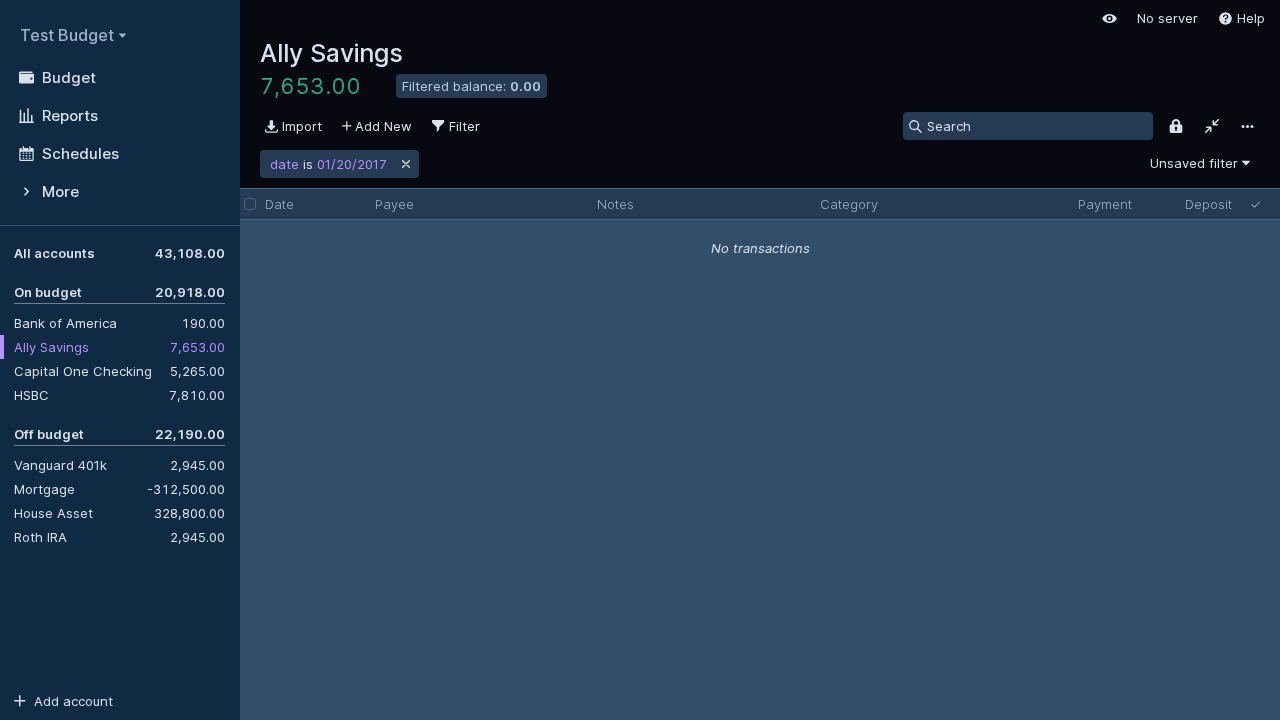 Test Budget
Budget
Reports
Schedules
More
All accounts 43,108.00
On budget 20,918.00
Bank of America 190.00
Ally Savings 7,653.00
Capital One Checking 5,265.00
HSBC 7,810.00
Off budget 22,190.00
Vanguard 401k 2,945.00
Mortgage -312,500.00
House Asset 328,800.00
Roth IRA 2,945.00
Add account
No server Help
Ally Savings
7,653.00 Filtered balance: 0.00
Import Add New Filter Search
date is 01/20/2017 Unsaved filter
Date Payee Notes Category Payment Deposit
No transactions